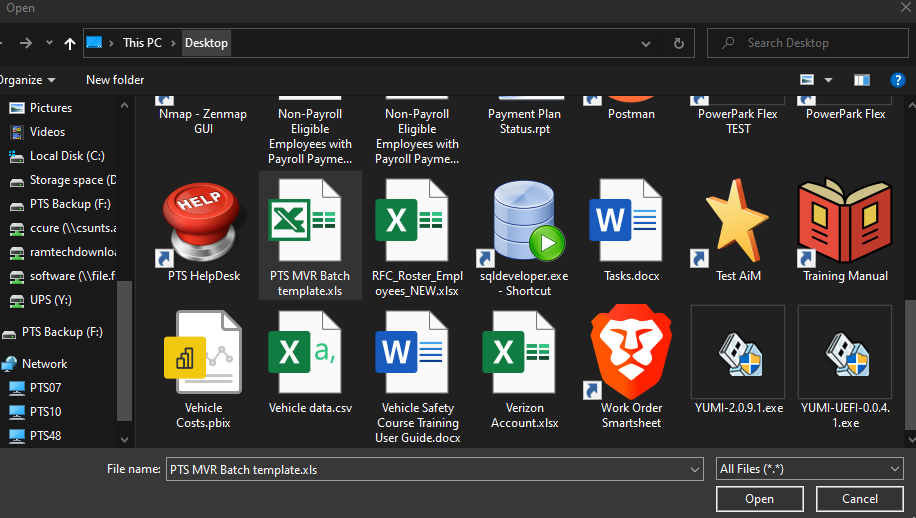 Open
This PC > Desktop
Search Desktop
Organize
New folder
?
Pictures
Videos
Local Disk (C:)
Storage space (D
PTS Backup (F:)
ccure (\\csunts.a
ramtechdownloa
software (\\file.f
UPS (Y:)
PTS Backup (F:)
Network
PTS07
PTS10
PTS48
Nmap - Zenmap
GUI
Non-Payroll
Eligible
Employees with
Payroll Payme...
Non-Payroll
Eligible
Employees with
Payroll Payme...
Payment Plan
Status.rpt
Postman
PowerPark Flex
TEST
PowerPark Flex
HELP
PTS HelpDesk
X
PTS MVR Batch
template.xls
X
RFC_Roster_Empl
oyees_NEW.xlsx
sqldeveloper.exe
- Shortcut
W
Tasks.docx
Test AiM
Training Manual
Vehicle
Costs.pbix
X a,
Vehicle data.csv
W
Vehicle Safety
Course Training
User Guide.docx
X
Verizon
Account.xlsx
Work Order
Smartsheet
YUMI-2.0.9.1.exe
YUMI-UEFI-0.0.4.
1.exe
File name: PTS MVR Batch template.xls
All Files (*.*)
Open
Cancel